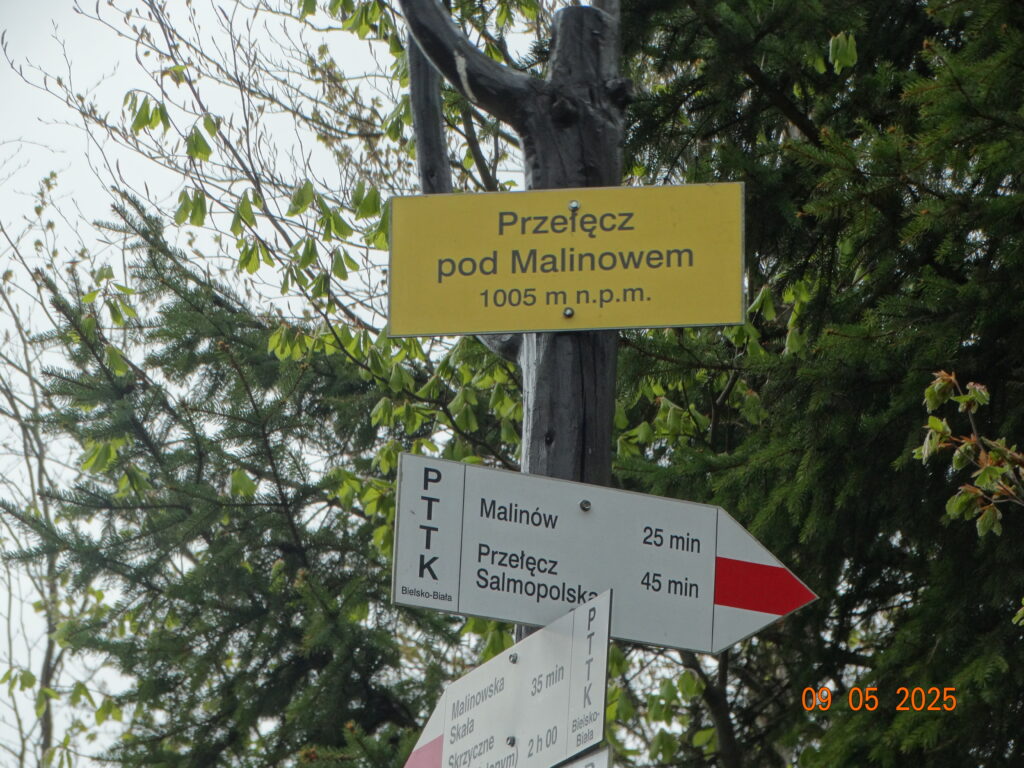 Przełęcz
pod Malinowem
1005 m n.p.m.
PTTK
Bielsko-Biała
Malinów 25 min
Przełęcz
Salmopolska 45 min
Malinowska
Skała 35 min
Skrzyczne
2 h 00
PTTK
Bielsko-
Biała
09 05 2025